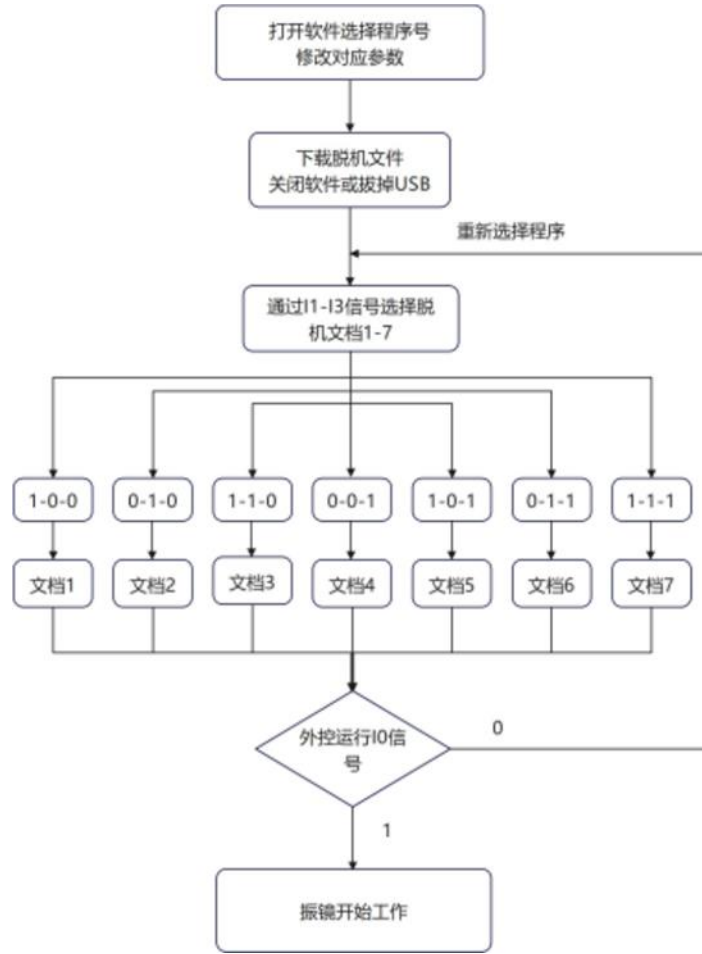 打开软件选择程序号
修改对应参数
下载脱机文件
关闭软件或拔掉USB
重新选择程序
通过I1-I3信号选择脱
机文档1-7
1-0-0
0-1-0
1-1-0
0-0-1
1-0-1
0-1-1
1-1-1
文档1
文档2
文档3
文档4
文档5
文档6
文档7
外控运行I0信
号
0
1
振镜开始工作